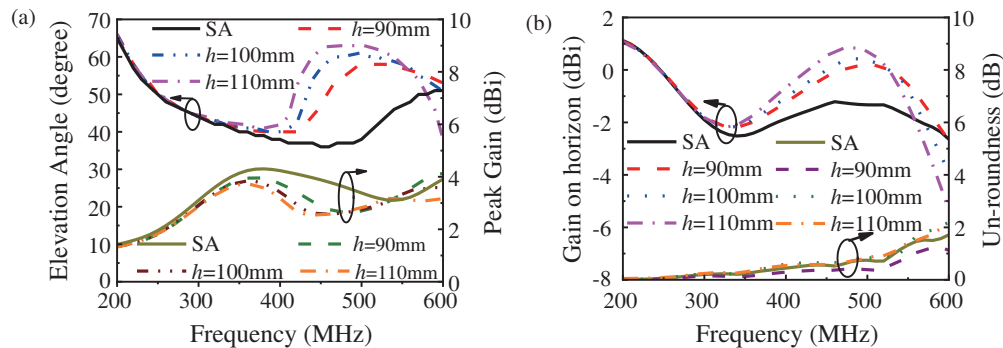 (a)
70
60
50
40
30
20
10
0
Elevation Angle (degree)
SA
h=90mm
h=100mm
h=110mm
SA
h=90mm
h=100mm
h=110mm
10
8
6
4
2
0
Peak Gain (dBi)
200
300
400
500
600
Frequency (MHz)
(b)
2
0
-2
-4
-6
-8
Gain on horizon (dBi)
SA
SA
h=90mm
h=90mm
h=100mm
h=100mm
h=110mm
h=110mm
10
8
6
4
2
0
Un-roundness (dB)
200
300
400
500
600
Frequency (MHz)